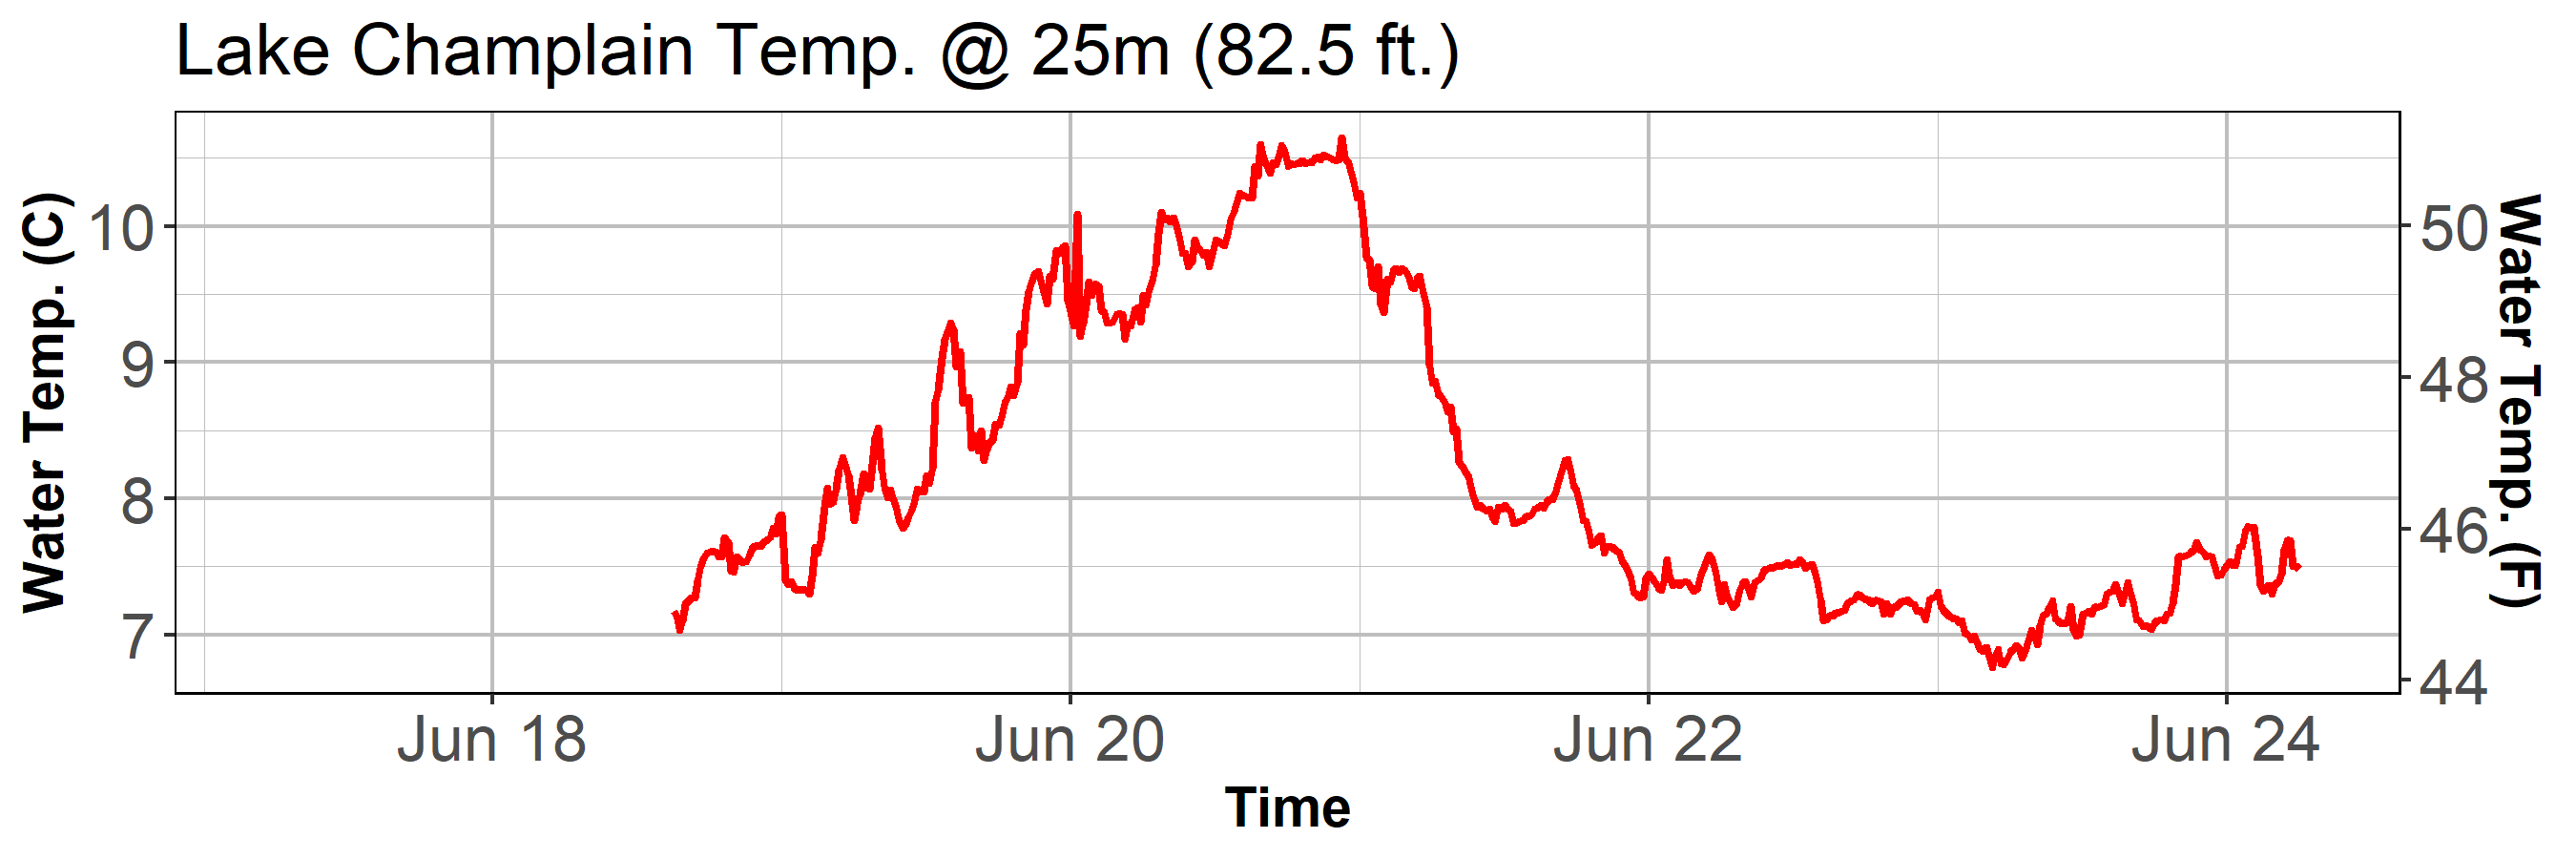 Lake Champlain Temp. @ 25m (82.5 ft.)
Water Temp. (C)
10
9
8
7
50
48
46
44
Water Temp. (F)
Jun 18 Jun 20 Jun 22 Jun 24
Time